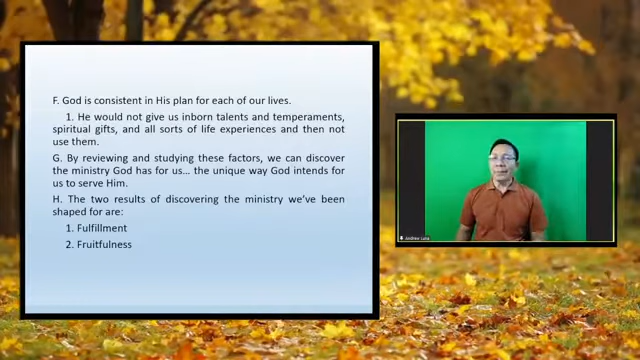 F. God is consistent in His plan for each of our lives.
1. He would not give us inborn talents and temperaments,
spiritual gifts, and all sorts of life experiences and then not
use them.
G. By reviewing and studying these factors, we can discover
the ministry God has for us... the unique way God intends for
us to serve Him.
H. The two results of discovering the ministry we've been
shaped for are:
1. Fulfillment
2. Fruitfulness
Andrew Luna